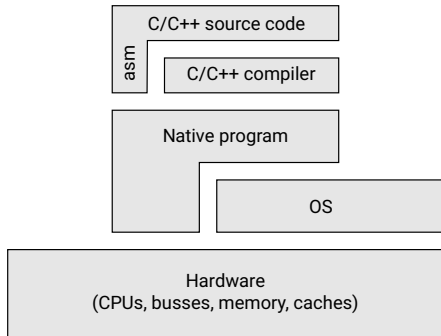 C/C++ source code
asm
C/C++ compiler
Native program
OS
Hardware
(CPUs, busses, memory, caches)